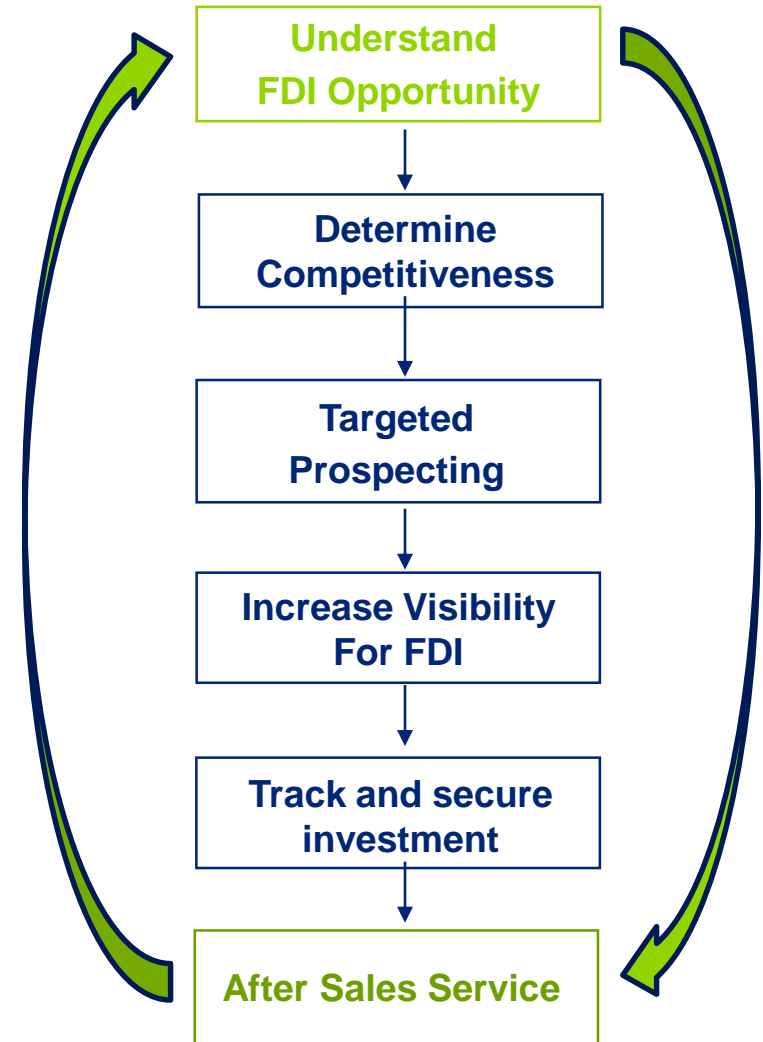 Understand
FDI Opportunity
Determine
Competitiveness
Targeted
Prospecting
Increase Visibility
For FDI
Track and secure
investment
After Sales Service